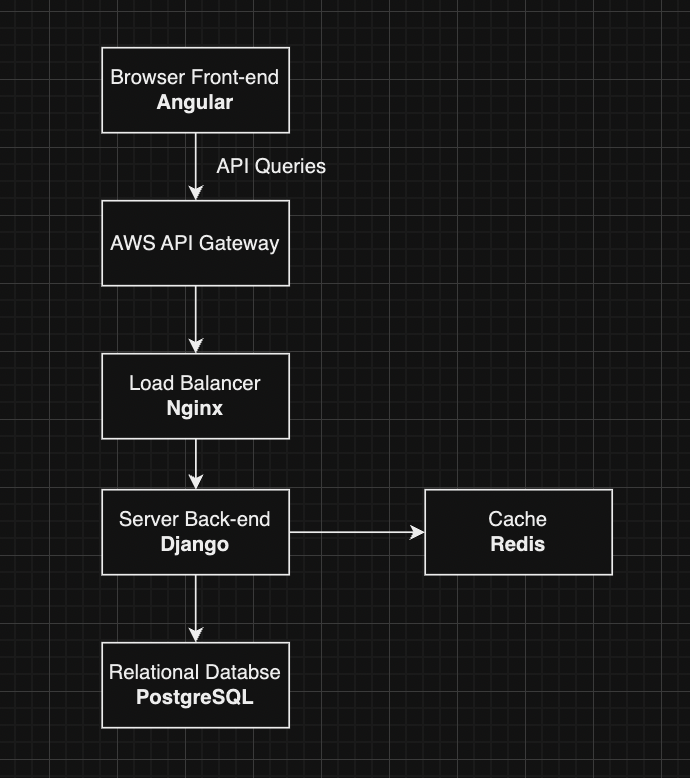 Browser Front-end
Angular
API Queries
AWS API Gateway
Load Balancer
Nginx
Server Back-end
Django
Cache
Redis
Relational Databse
PostgreSQL